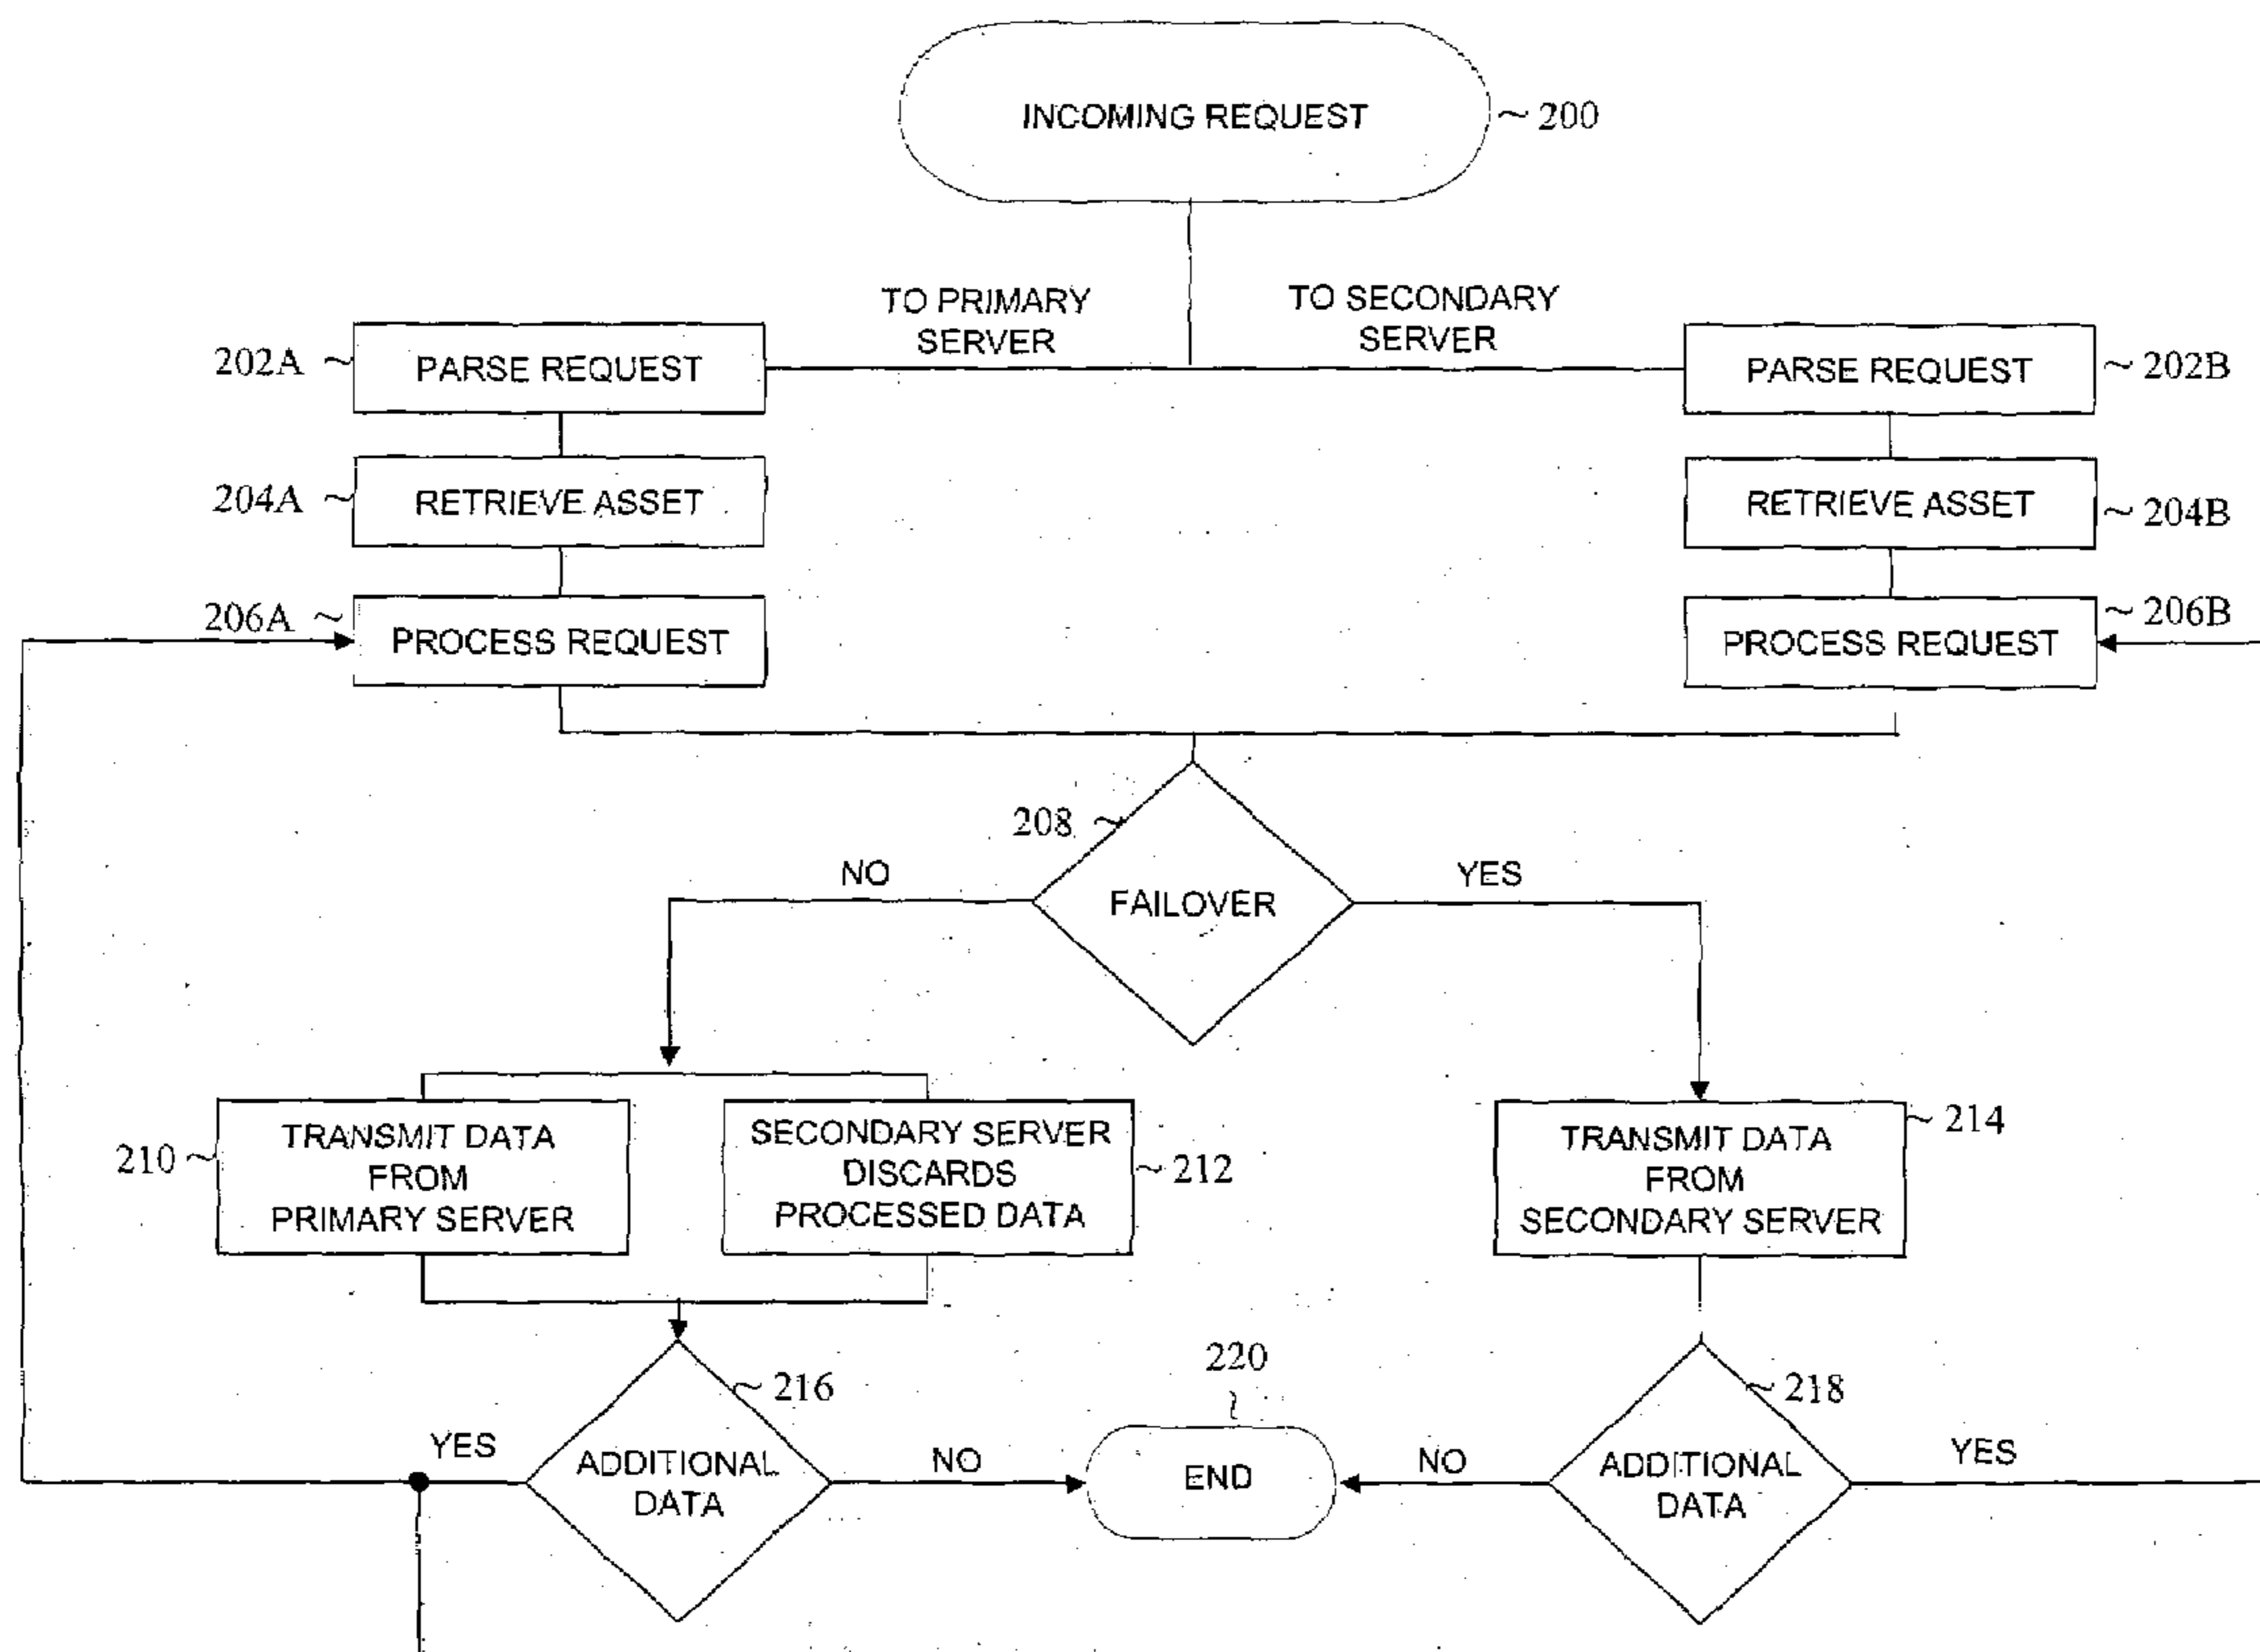 INCOMING REQUEST
~ 200
TO PRIMARY
SERVER
TO SECONDARY
SERVER
202A ~
PARSE REQUEST
PARSE REQUEST
~ 202B
204A ~
RETRIEVE ASSET
RETRIEVE ASSET
~ 204B
206A ~
PROCESS REQUEST
PROCESS REQUEST
~ 206B
208 ~
NO
YES
FAILOVER
210 ~
TRANSMIT DATA
FROM
PRIMARY SERVER
SECONDARY SERVER
DISCARDS
PROCESSED DATA
~ 212
TRANSMIT DATA
FROM
SECONDARY SERVER
~ 214
~ 216
220
~
~ 218
YES
ADDITIONAL
DATA
NO
END
NO
ADDITIONAL
DATA
YES